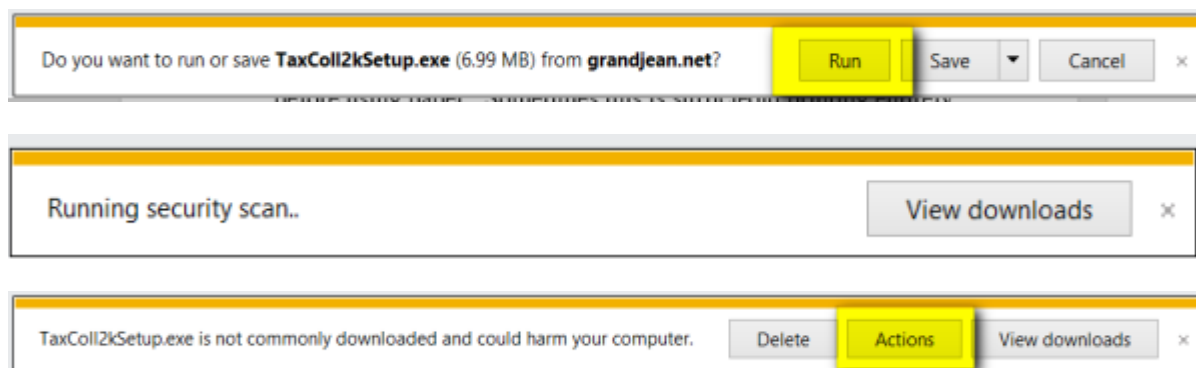 Do you want to run or save TaxColl2kSetup.exe (6.99 MB) from grandjean.net? Run Save Cancel ×
Running security scan.. View downloads ×
TaxColl2kSetup.exe is not commonly downloaded and could harm your computer. Delete Actions View downloads ×